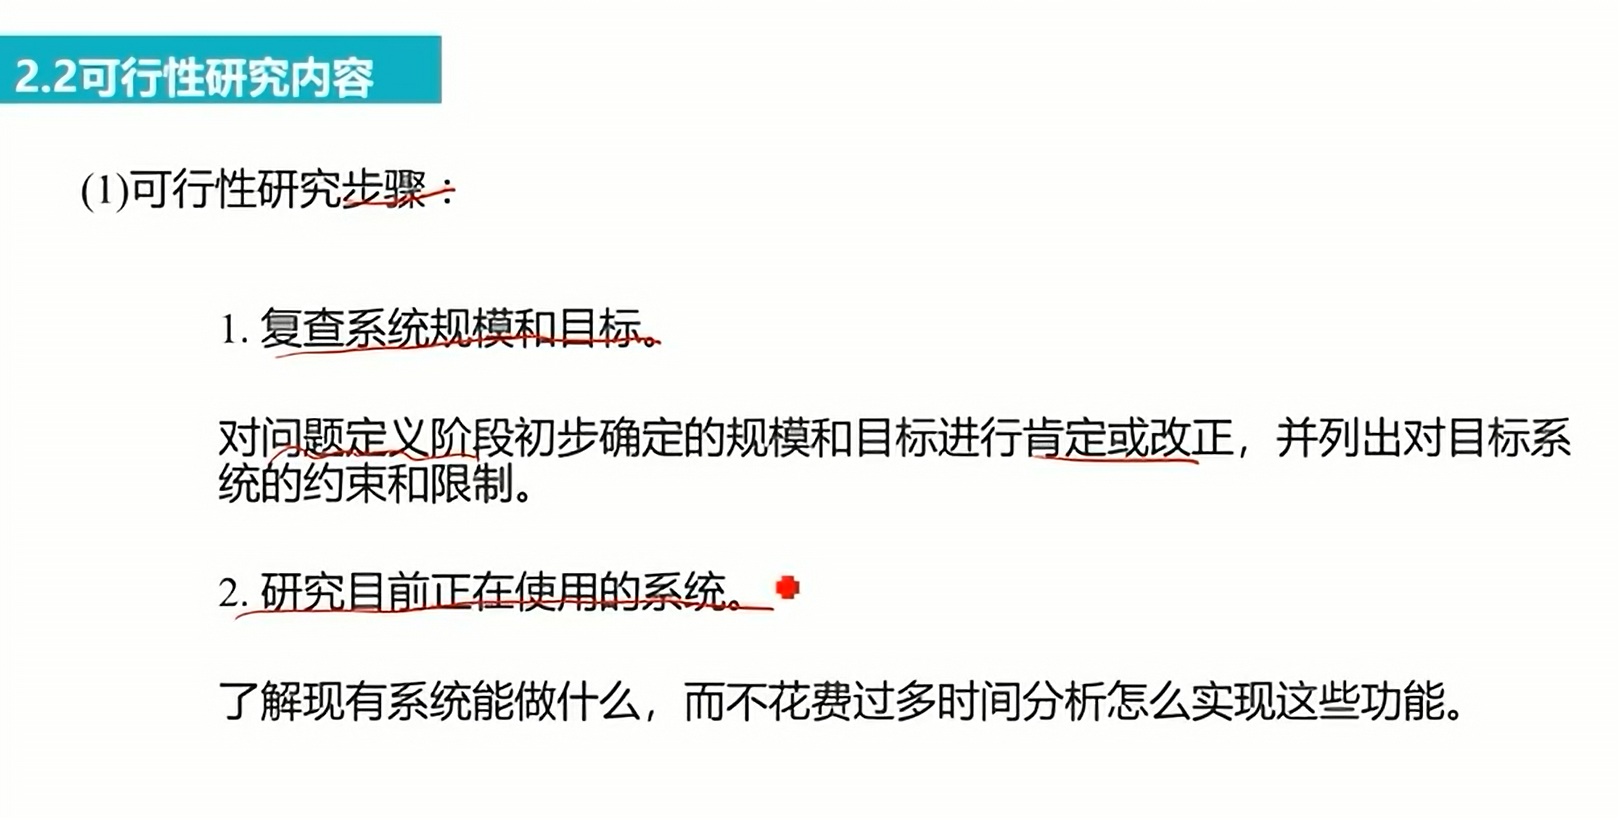 2.2可行性研究内容
(1)可行性研究步骤：
1. 复查系统规模和目标。
对问题定义阶段初步确定的规模和目标进行肯定或改正，并列出对目标系
统的约束和限制。
2. 研究目前正在使用的系统。
了解现有系统能做什么，而不花费过多时间分析怎么实现这些功能。